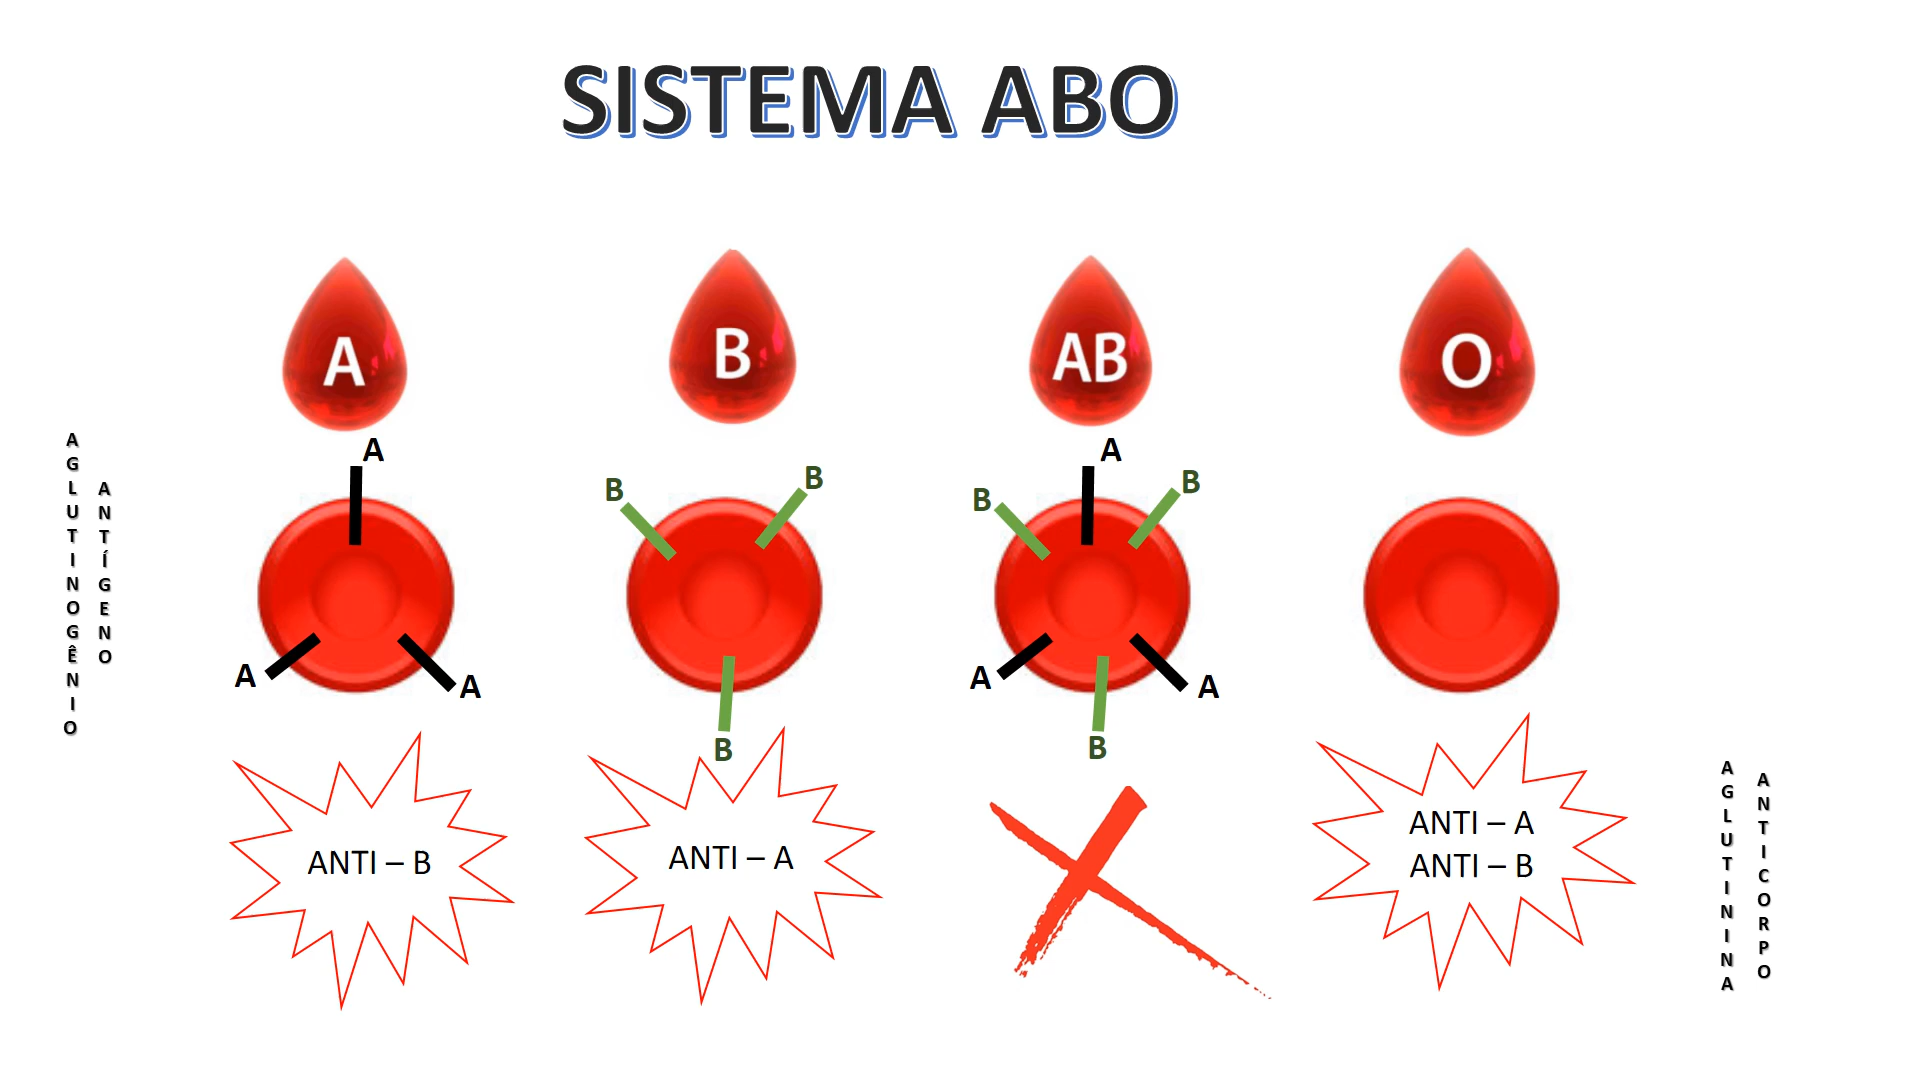 SISTEMA ABO
A
B
AB
O
AGLUTINOGÊNIO
ANTÍGENO
A
A
A
B
B
B
A
B
B
A
A
B
ANTI – B
ANTI – A
ANTI – A
ANTI – B
AGLUTININA
ANTICORPO